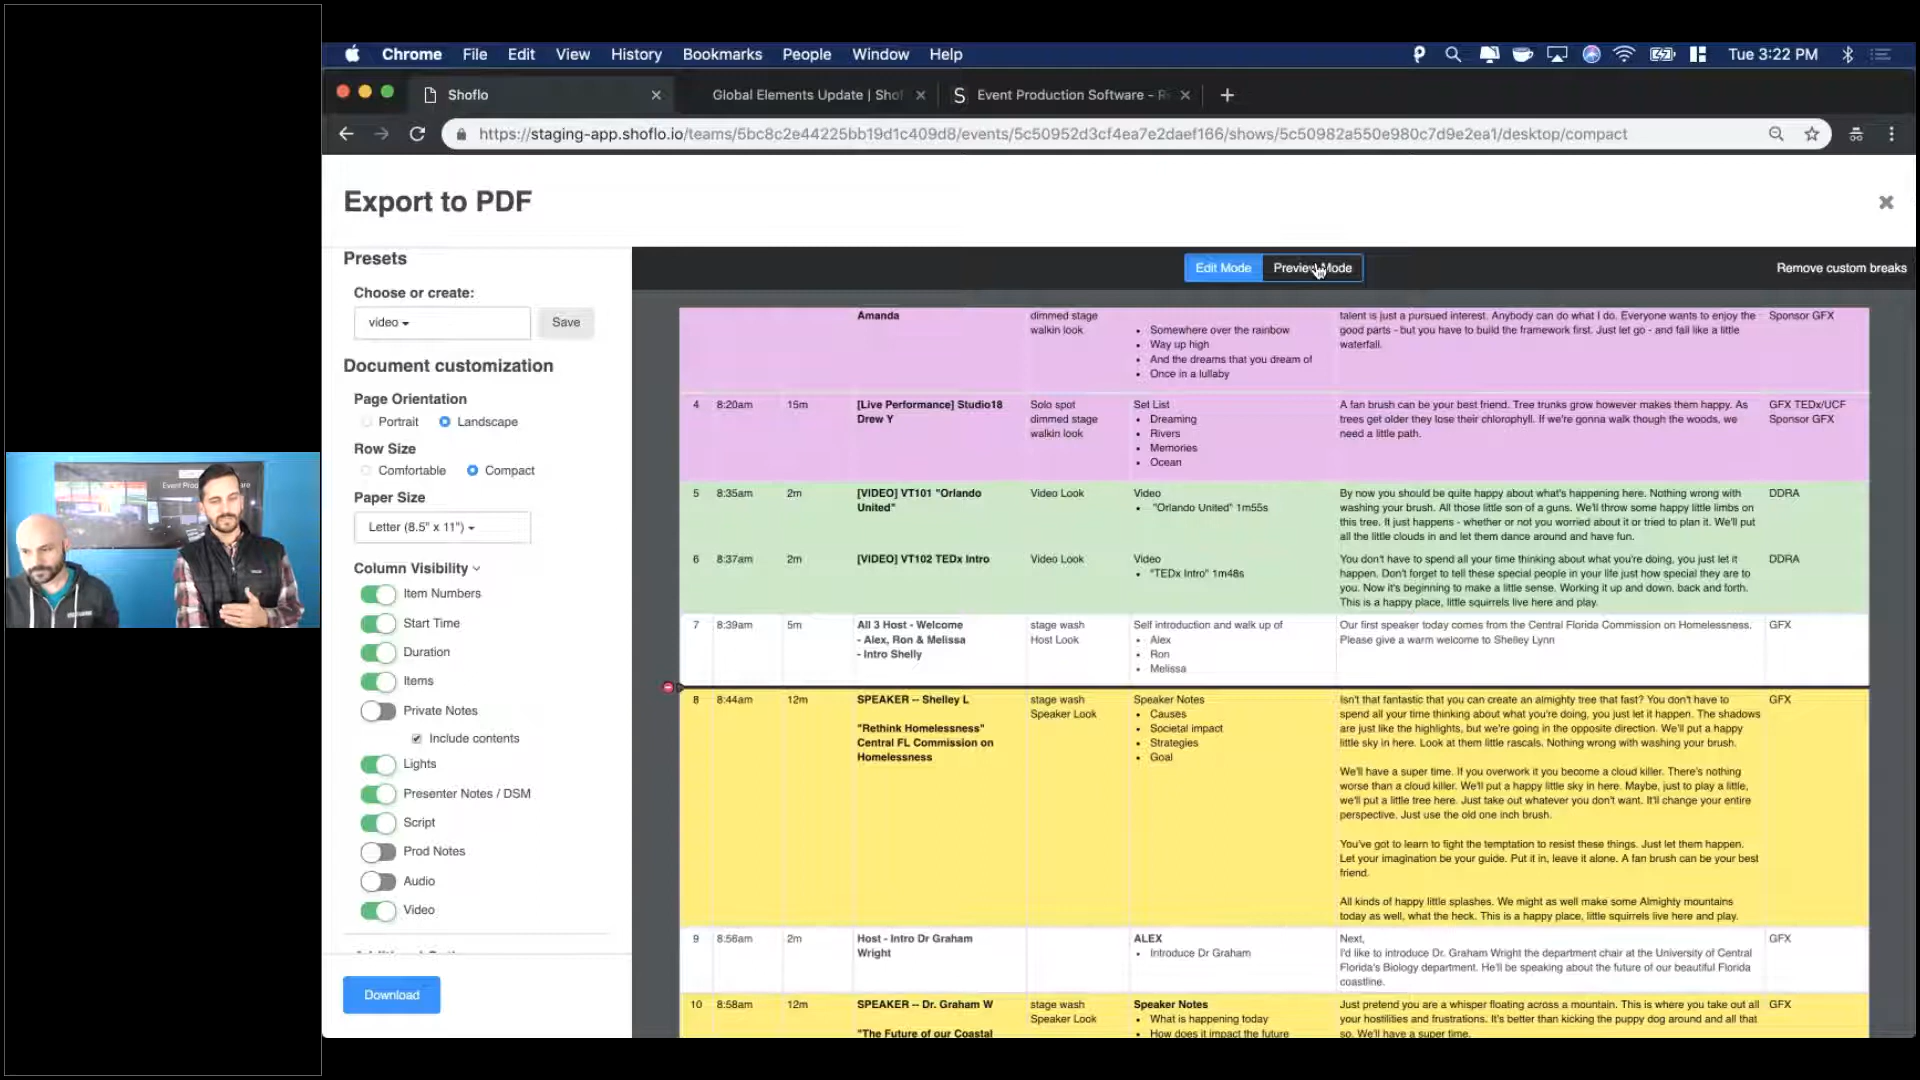 Chrome File Edit View History Bookmarks People Window Help Tue 3:22 PM
Shoflo
Global Elements Update | Shof
Event Production Software - R
https://staging-app.shoflo.io/teams/5bc8c2e44225bb19d1c409d8/events/5c50952d3cf4ea7e2daef166/shows/5c50982a550e980c7d9e2ea1/desktop/compact
Export to PDF
Presets
Choose or create:
video
Save
Document customization
Page Orientation
Portrait Landscape
Row Size
Comfortable Compact
Paper Size
Letter (8.5" x 11")
Column Visibility
Item Numbers
Start Time
Duration
Items
Private Notes
Include contents
Lights
Presenter Notes / DSM
Script
Prod Notes
Audio
Video
Download
Edit Mode
Preview Mode
Remove custom breaks
Amanda
dimmed stage
walkin look
Somewhere over the rainbow
Way up high
And the dreams that you dream of
Once in a lullaby
talent is just a pursued interest. Anybody can do what I do. Everyone wants to enjoy the
good parts - but you have to build the framework first. Just let go - and fall like a little
waterfall.
Sponsor GFX
4 8:20am 15m
[Live Performance] Studio18
Drew Y
Solo spot
dimmed stage
walkin look
Set List
Dreaming
Rivers
Memories
Ocean
A fan brush can be your best friend. Tree trunks grow however makes them happy. As
trees get older they lose their chlorophyll. If we're gonna walk though the woods, we
need a little path.
GFX TEDx/UCF
Sponsor GFX
5 8:35am 2m
[VIDEO] VT101 "Orlando
United"
Video Look
Video
"Orlando United" 1m55s
By now you should be quite happy about what's happening here. Nothing wrong with
washing your brush. All those little son of a guns. We'll throw some happy little limbs on
this tree. It just happens - whether or not you worried about it or tried to plan it. We'll put
all the little clouds in and let them dance around and have fun.
DDRA
6 8:37am 2m
[VIDEO] VT102 TEDx Intro
Video Look
Video
"TEDx Intro" 1m48s
You don't have to spend all your time thinking about what you're doing, you just let it
happen. Don't forget to tell these special people in your life just how special they are to
you. Now it's beginning to make a little sense. Working it up and down, back and forth.
This is a happy place, little squirrels live here and play.
DDRA
7 8:39am 5m
All 3 Host - Welcome
- Alex, Ron & Melissa
- Intro Shelly
stage wash
Host Look
Self introduction and walk up of
Alex
Ron
Melissa
Our first speaker today comes from the Central Florida Commission on Homelessness.
Please give a warm welcome to Shelley Lynn
GFX
8 8:44am 12m
SPEAKER -- Shelley L
"Rethink Homelessness"
Central FL Commission on
Homelessness
stage wash
Speaker Look
Speaker Notes
Causes
Societal impact
Strategies
Goal
Isn't that fantastic that you can create an almighty tree that fast? You don't have to
spend all your time thinking about what you're doing, you just let it happen. The shadows
are just like the highlights, but we're going in the opposite direction. We'll put a happy
little sky in here. Look at them little rascals. Nothing wrong with washing your brush.
We'll have a super time. If you overwork it you become a cloud killer. There's nothing
worse than a cloud killer. We'll put a happy little sky in here. Maybe, just to play a little,
we'll put a little tree here. Just take out whatever you don't want. It'll change your entire
perspective. Just use the old one inch brush.
You've got to learn to fight the temptation to resist these things. Just let them happen.
Let your imagination be your guide. Put it in, leave it alone. A fan brush can be your best
friend.
All kinds of happy little splashes. We might as well make some Almighty mountains
today as well, what the heck. This is a happy place, little squirrels live here and play.
GFX
9 8:56am 2m
Host - Intro Dr Graham
Wright
ALEX
Introduce Dr Graham
Next,
I'd like to introduce Dr. Graham Wright the department chair at the University of Central
Florida's Biology department. He'll be speaking about the future of our beautiful Florida
coastline.
GFX
10 8:58am 12m
SPEAKER -- Dr. Graham W
"The Future of our Coastal
stage wash
Speaker Look
Speaker Notes
What is happening today
How does it impact the future
Just pretend you are a whisper floating across a mountain. This is where you take out all
your hostilities and frustrations. It's better than kicking the puppy dog around and all that
so. We'll have a super time.
GFX